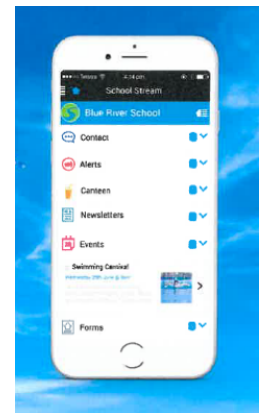 Telstra 4:34 pm
School Stream
Blue River School
Contact
Alerts
Canteen
Newsletters
Events
Swimming Carnival
Forms